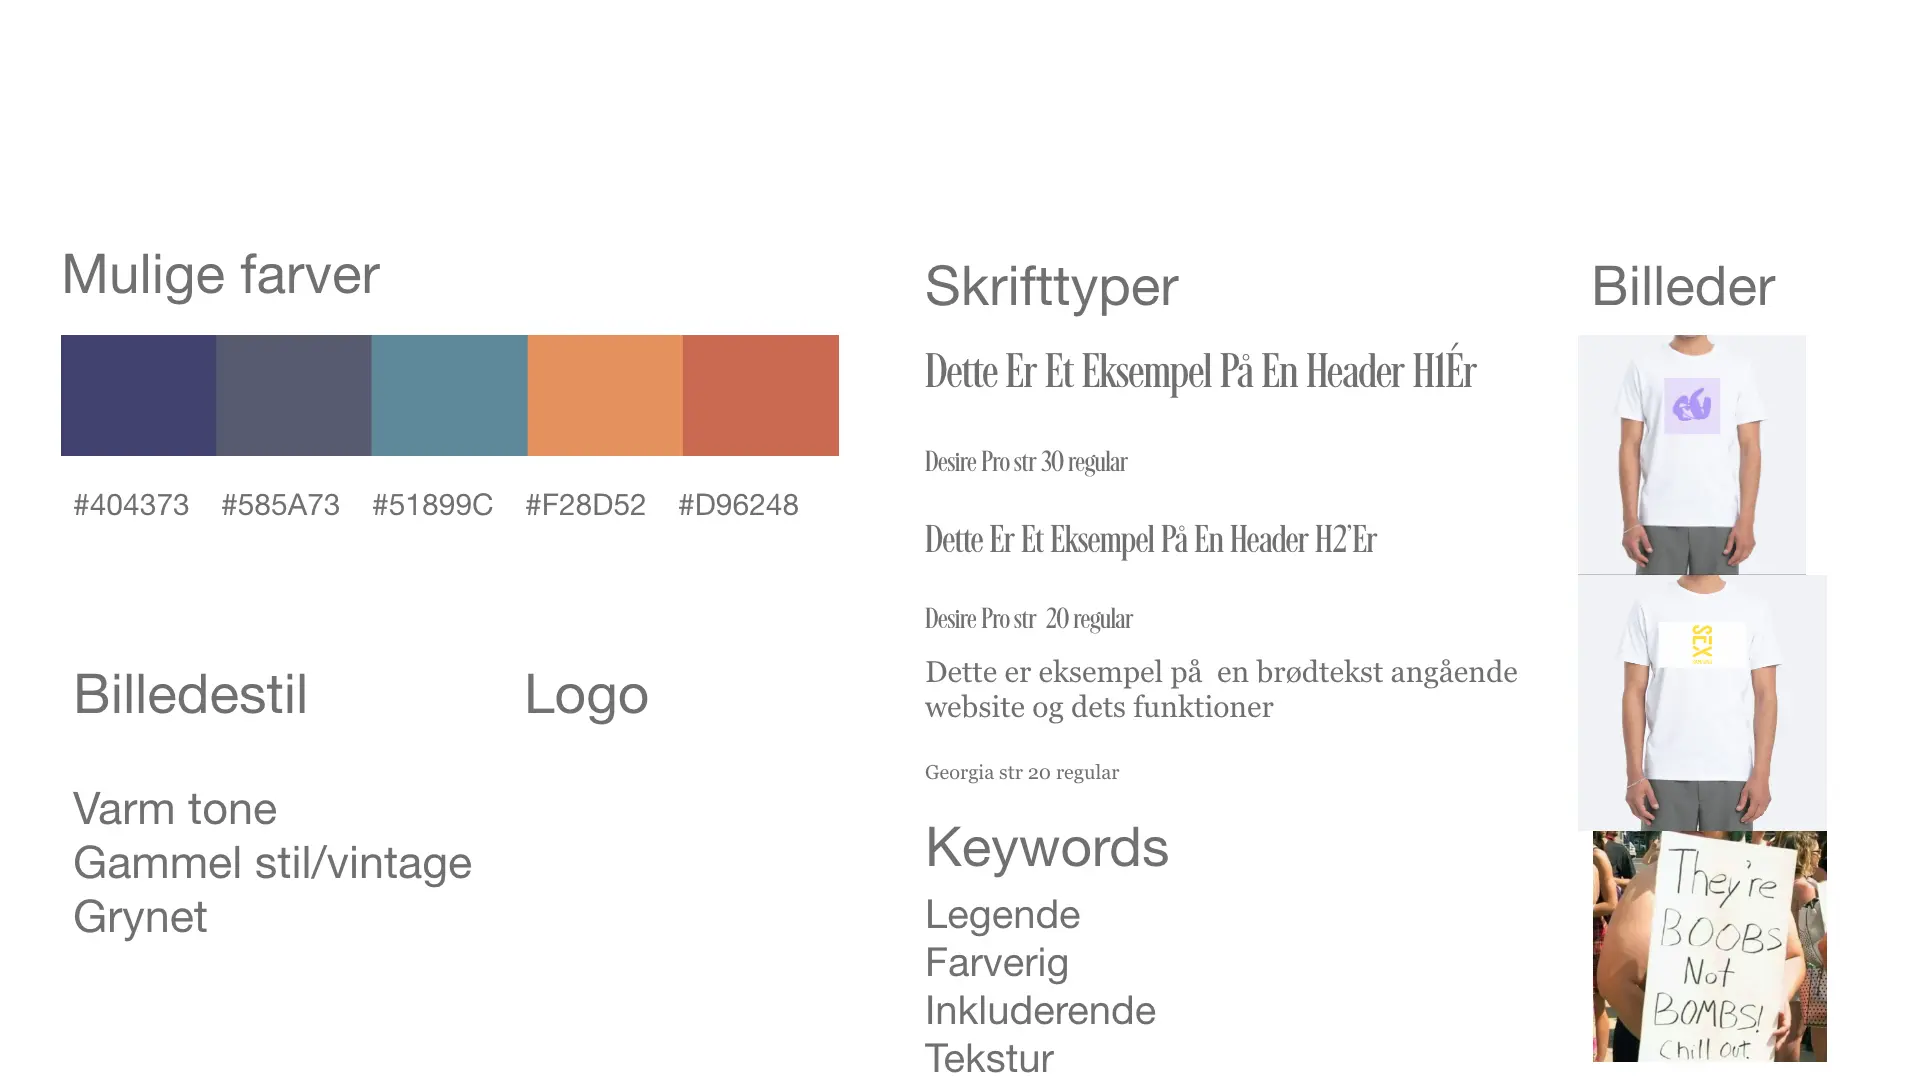 Mulige farver
#404373 #585A73 #51899C #F28D52 #D96248
Billedestil
Varm tone
Gammel stil/vintage
Grynet
Logo
Skrifttyper
Dette Er Et Eksempel På En Header H1Ér
Desire Pro str 30 regular
Dette Er Et Eksempel På En Header H2'Er
Desire Pro str  20 regular
Dette er eksempel på  en brødtekst angående
website og dets funktioner
Georgia str 20 regular
Keywords
Legende
Farverig
Inkluderende
Tekstur
Billeder
SEX
They're
BOOBS
Not
BOMBS!
Chill Out.